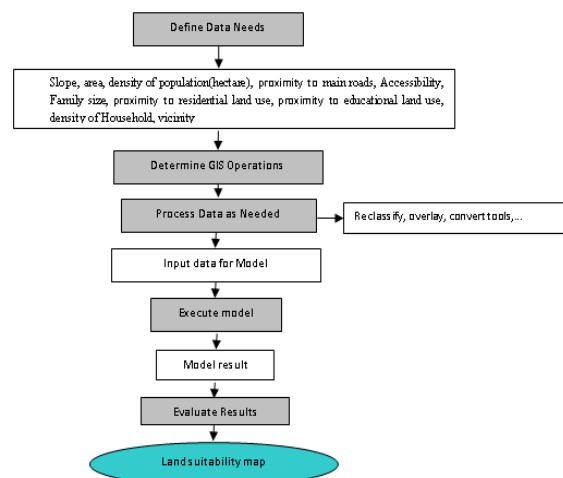 Define Data Needs
Slope, area, density of population(hectare), proximity to main roads, Accessibility,
Family size, proximity to residential land use, proximity to educational land use,
density of Household, vicinity
Determine GIS Operations
Process Data as Needed
Reclassify, overlay, convert tools,...
Input data for Model
Execute model
Model result
Evaluate Results
Land suitability map